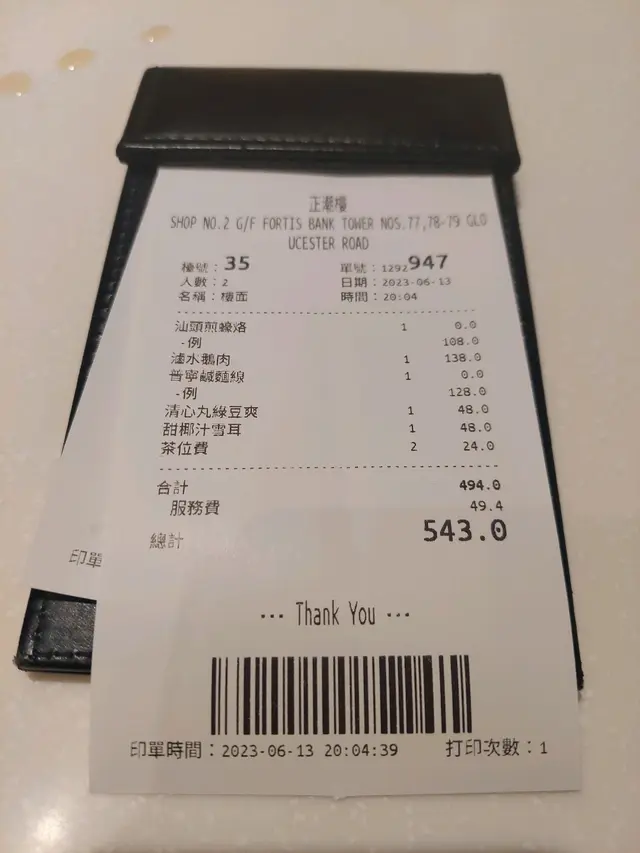 正潮樓
SHOP NO.2 G/F FORTIS BANK TOWER NOS.77,78-79 GLO
UCESTER ROAD
檯號：35 單號：1292947
人數：2 日期：2023-06-13
名稱：樓面 時間：20:04
汕頭煎蠔烙 1 0.0
-例 108.0
滷水鵝肉 1 138.0
普寧鹹麵線 1 0.0
-例 128.0
清心丸綠豆爽 1 48.0
甜椰汁雪耳 1 48.0
茶位費 2 24.0
合計 494.0
服務費 49.4
總計 543.0
--- Thank You ---
印單時間：2023-06-13 20:04:39 打印次數：1
印單